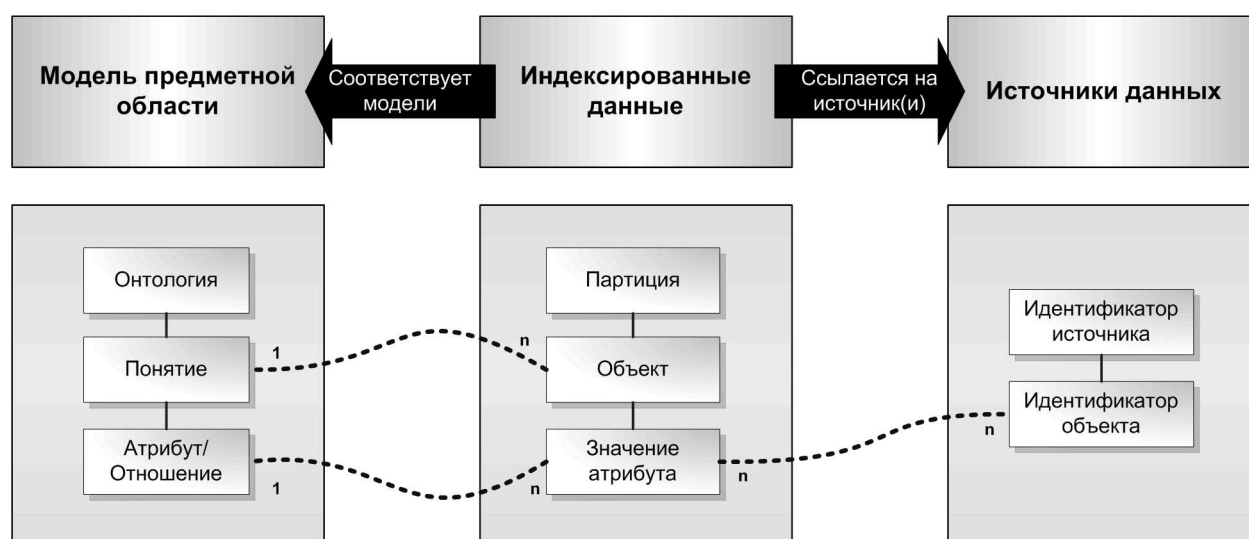 Модель предметной
области
Соответствует
модели
Индексированные
данные
Ссылается на
источник(и)
Источники данных
Онтология
Понятие
Атрибут/
Отношение
1
1
Партиция
Объект
Значение
атрибута
n
n
n
Идентификатор
источника
Идентификатор
объекта
n